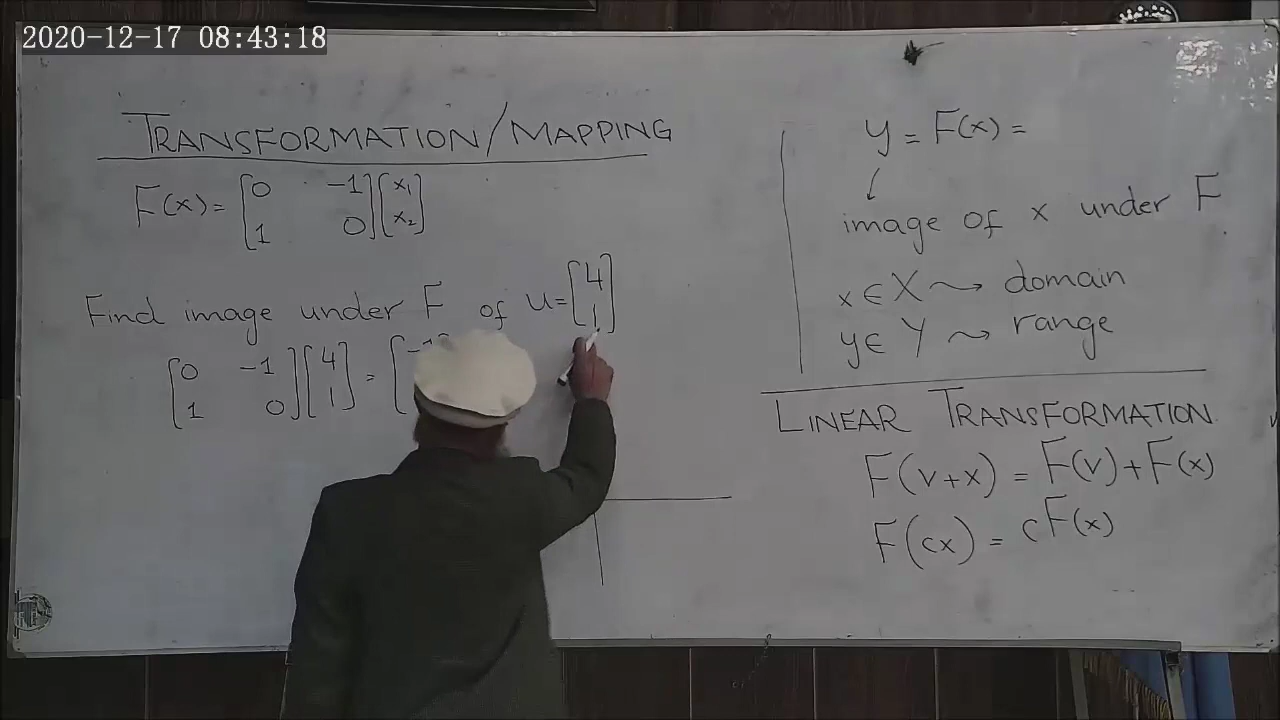 2020-12-17 08:43:18
TRANSFORMATION/MAPPING
F(x) = [0 -1; 1 0][x₁; x₂]
Find image under F of u = [4; 1]
[0 -1; 1 0][4; 1] = [-1
y = F(x) =
↓
image of x under F
x ∈ X ⤳ domain
y ∈ Y ⤳ range
LINEAR TRANSFORMATION
F(v+x) = F(v) + F(x)
F(cx) = cF(x)